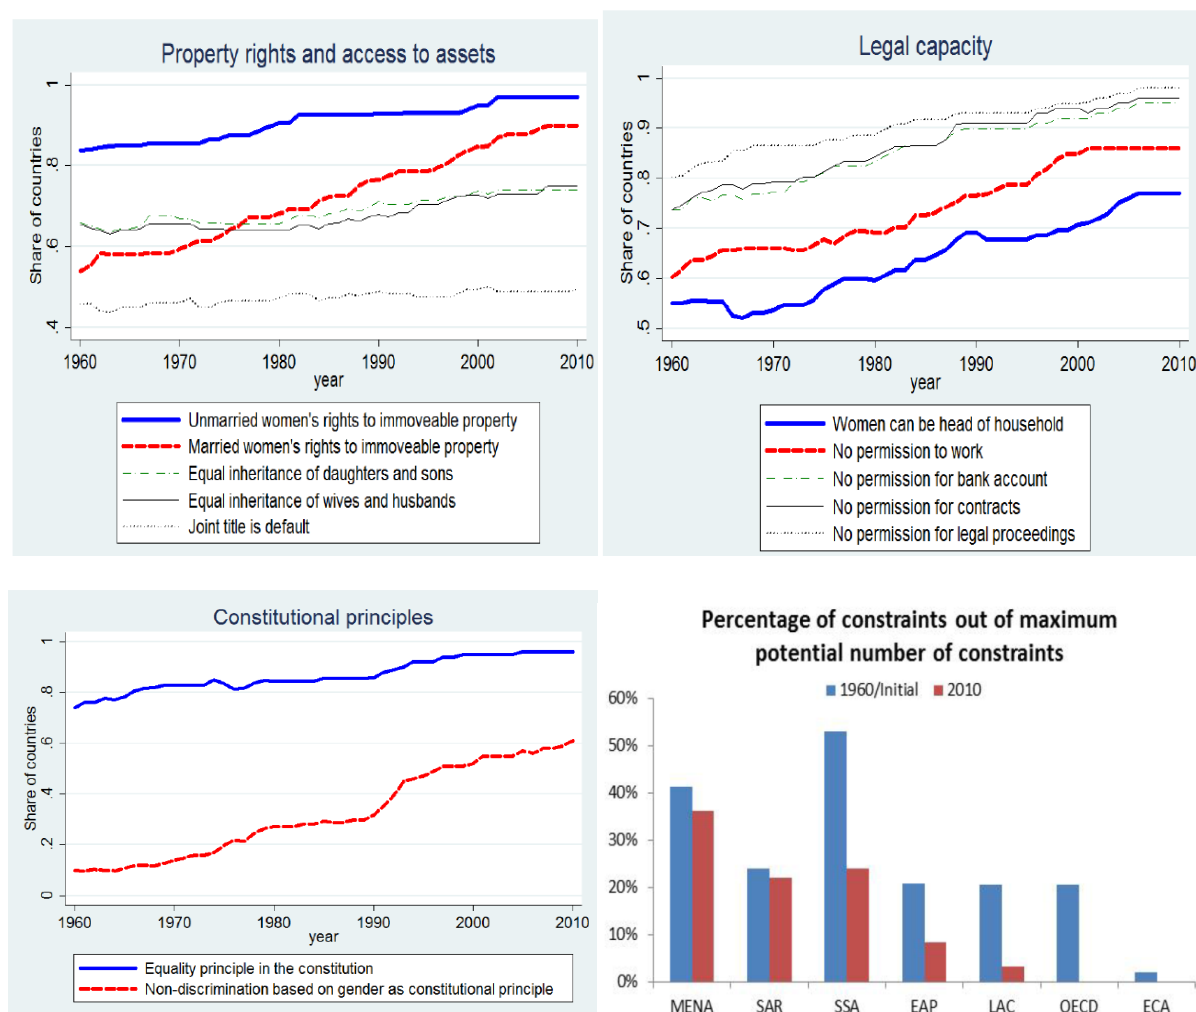 Property rights and access to assets
Share of countries
1
.8
.6
.4
1960 1970 1980 1990 2000 2010
year
Unmarried women's rights to immoveable property
Married women's rights to immoveable property
Equal inheritance of daughters and sons
Equal inheritance of wives and husbands
Joint title is default
Legal capacity
Share of countries
1
.9
.8
.7
.6
.5
1960 1970 1980 1990 2000 2010
year
Women can be head of household
No permission to work
No permission for bank account
No permission for contracts
No permission for legal proceedings
Constitutional principles
Share of countries
1
.8
.6
.4
.2
0
1960 1970 1980 1990 2000 2010
year
Equality principle in the constitution
Non-discrimination based on gender as constitutional principle
Percentage of constraints out of maximum
potential number of constraints
1960/Initial 2010
60%
50%
40%
30%
20%
10%
0%
MENA SAR SSA EAP LAC OECD ECA